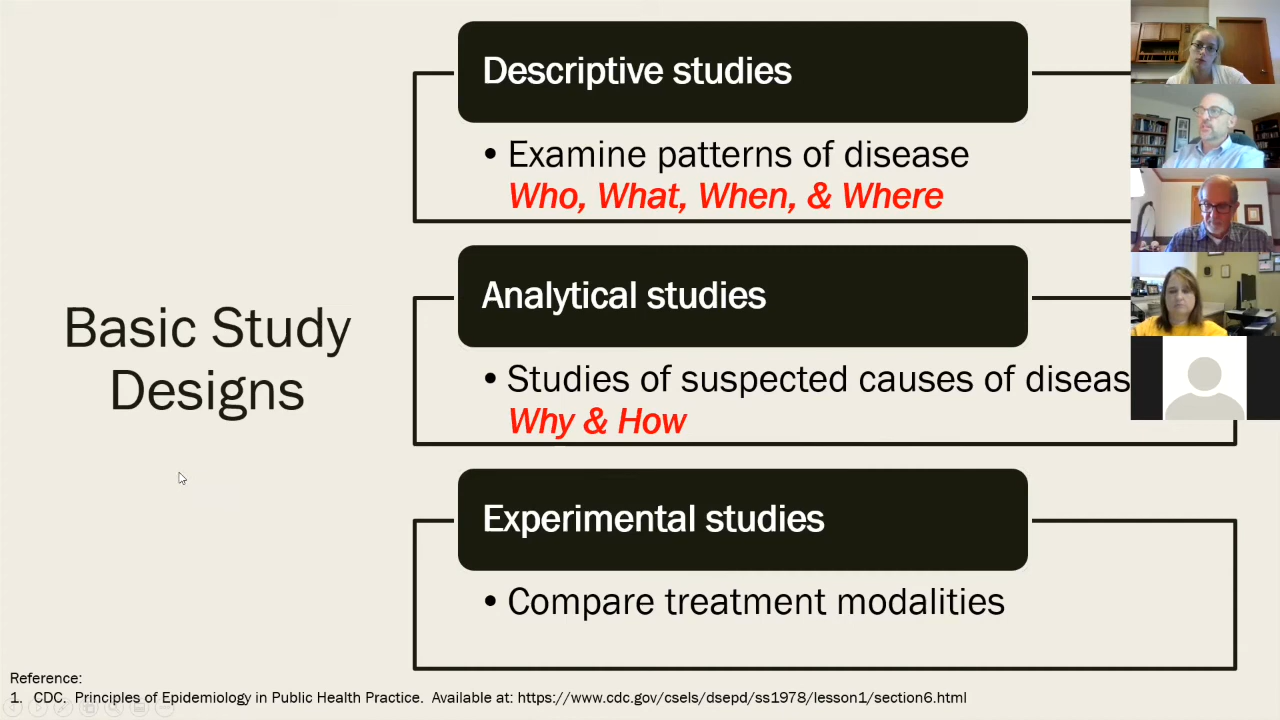 Basic Study
Designs
Descriptive studies
• Examine patterns of disease
Who, What, When, & Where
Analytical studies
• Studies of suspected causes of diseas
Why & How
Experimental studies
• Compare treatment modalities
Reference:
1. CDC. Principles of Epidemiology in Public Health Practice. Available at: https://www.cdc.gov/csels/dsepd/ss1978/lesson1/section6.html